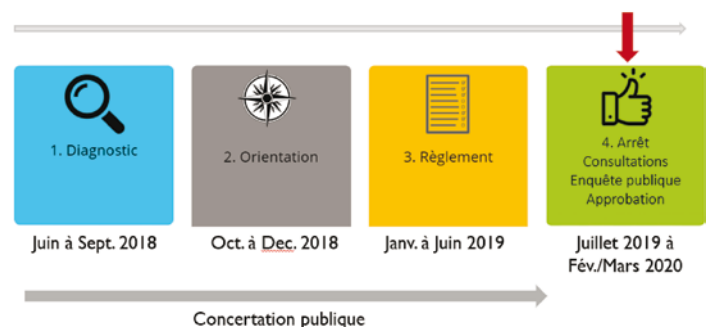 1. Diagnostic
2. Orientation
3. Règlement
4. Arrêt
Consultations
Enquête publique
Approbation
Juin à Sept. 2018
Oct. à Dec. 2018
Janv. à Juin 2019
Juillet 2019 à
Fév./Mars 2020
Concertation publique